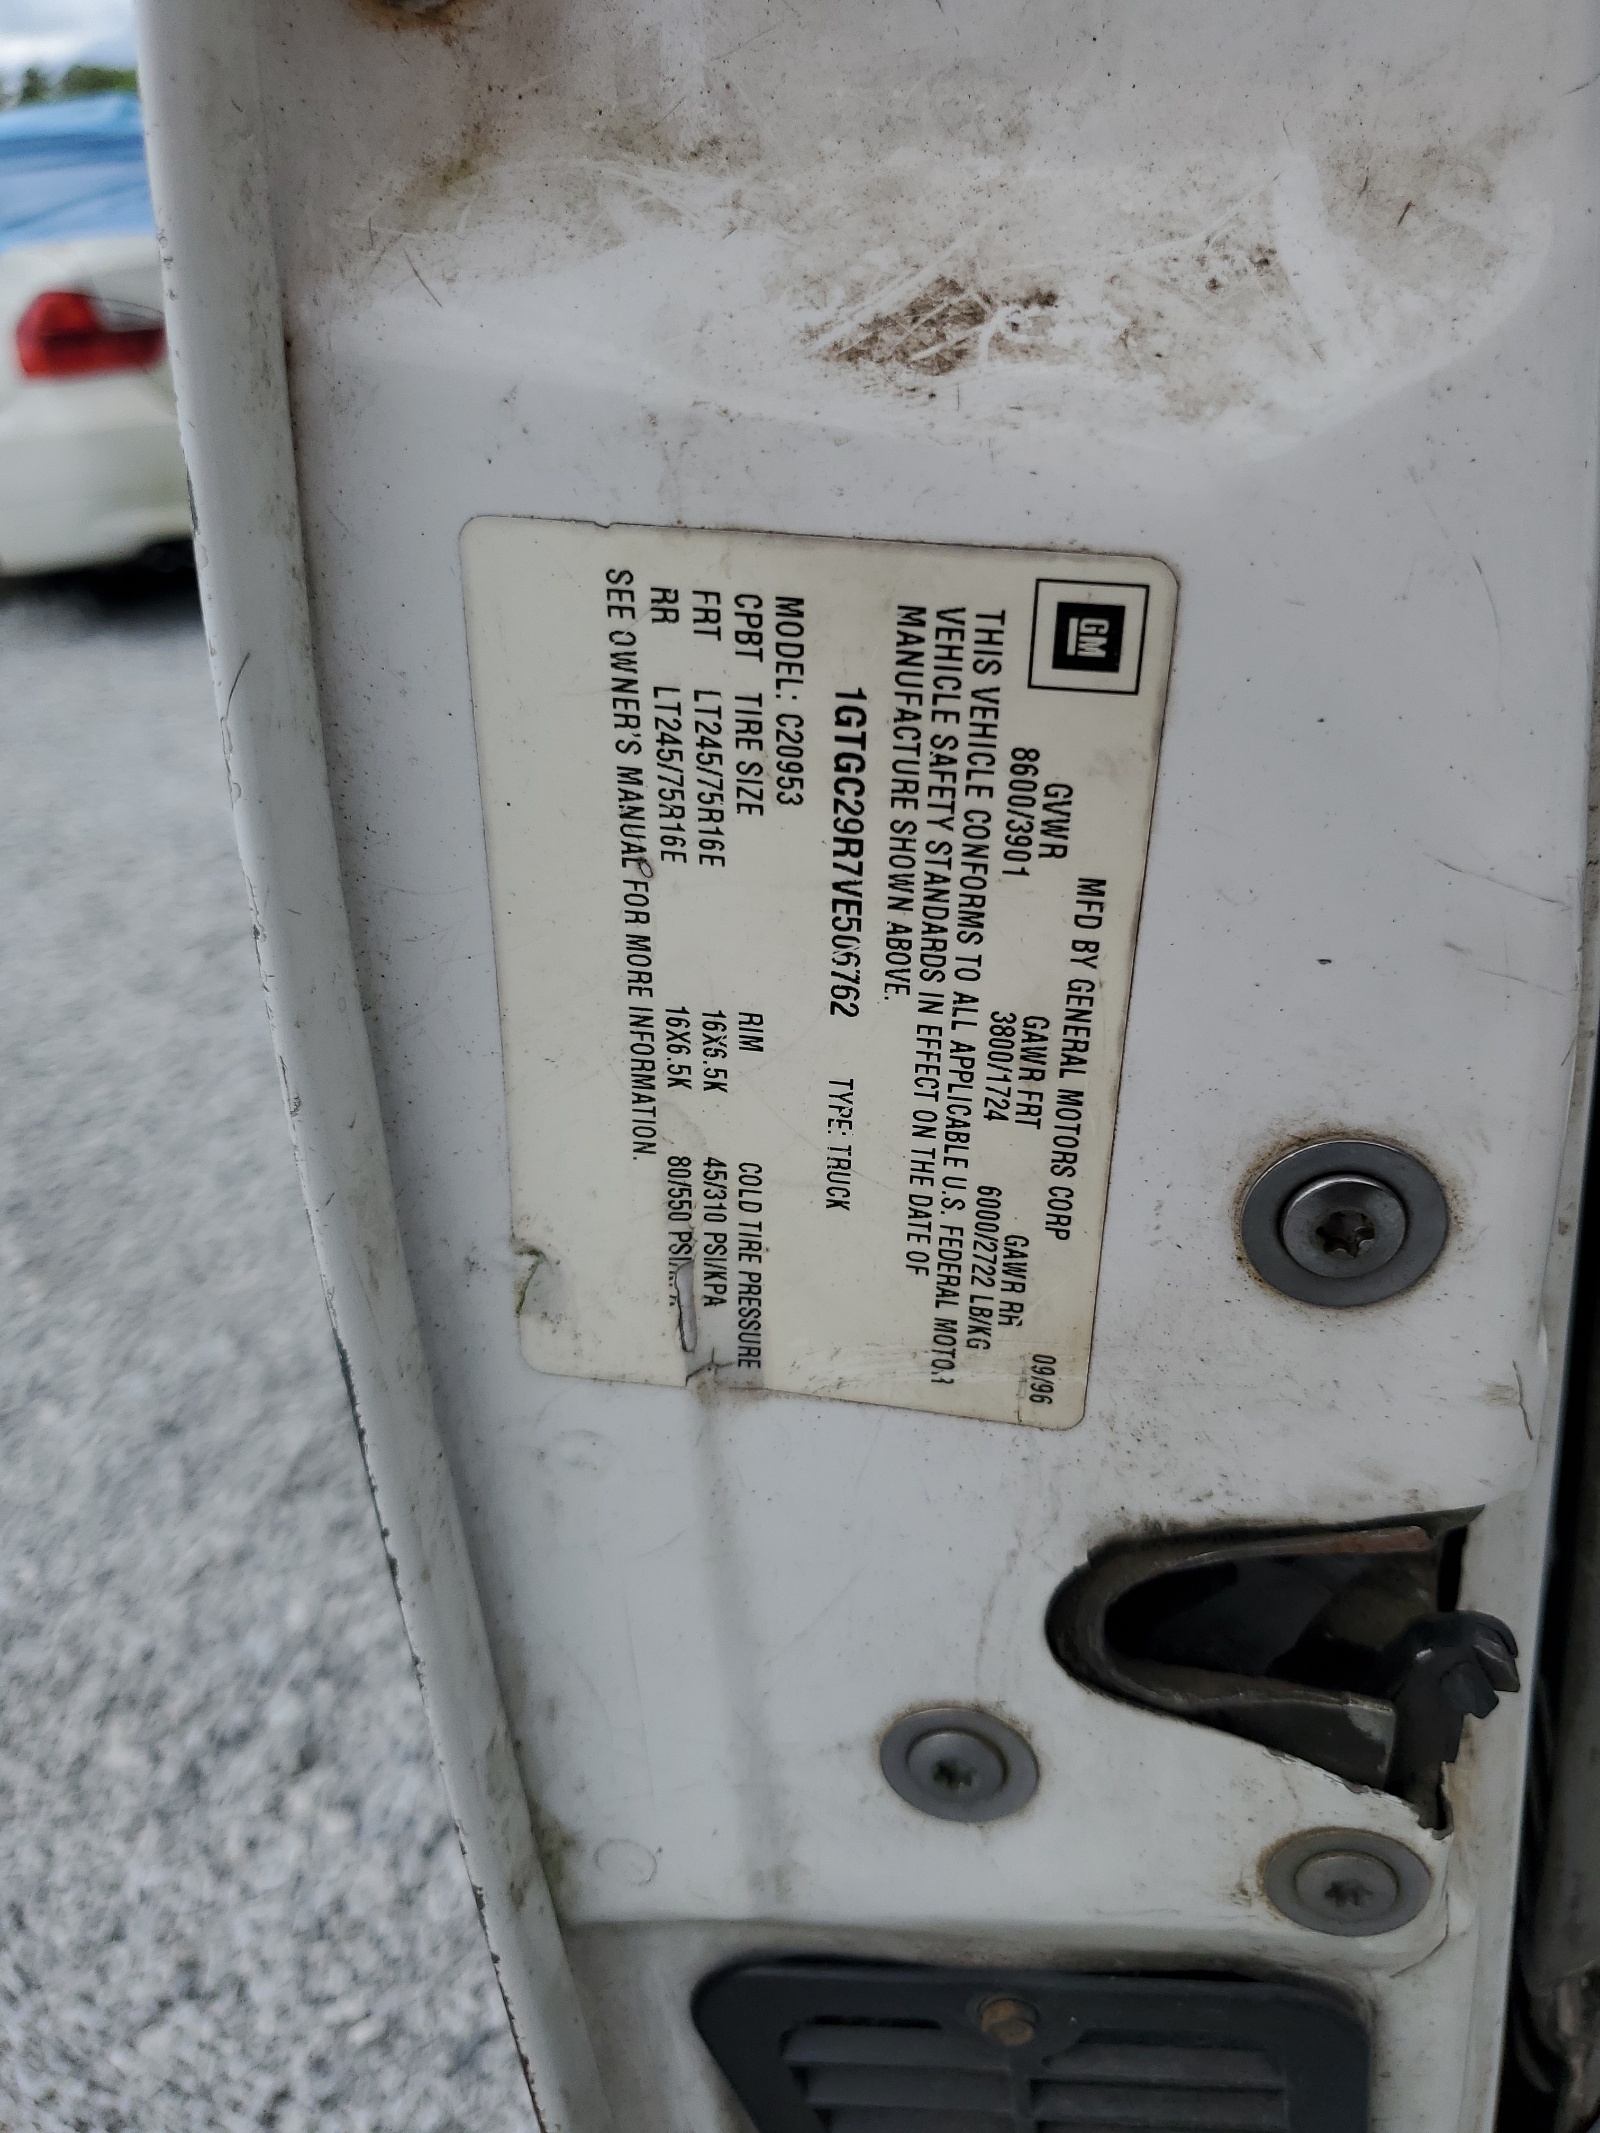 GM
MFD BY GENERAL MOTORS CORP 09/96
GVWR GAWR FRT GAWR RR
8600/3901 3800/1724 6000/2722 LB/KG
THIS VEHICLE CONFORMS TO ALL APPLICABLE U.S. FEDERAL MOTOR
VEHICLE SAFETY STANDARDS IN EFFECT ON THE DATE OF
MANUFACTURE SHOWN ABOVE.
1GTGC29R7VE506762 TYPE: TRUCK
MODEL: C20953
CPBT TIRE SIZE RIM COLD TIRE PRESSURE
FRT LT245/75R16E 16X6.5K 45/310 PSI/KPA
RR LT245/75R16E 16X6.5K 80/550 PSI/
SEE OWNER'S MANUAL FOR MORE INFORMATION.